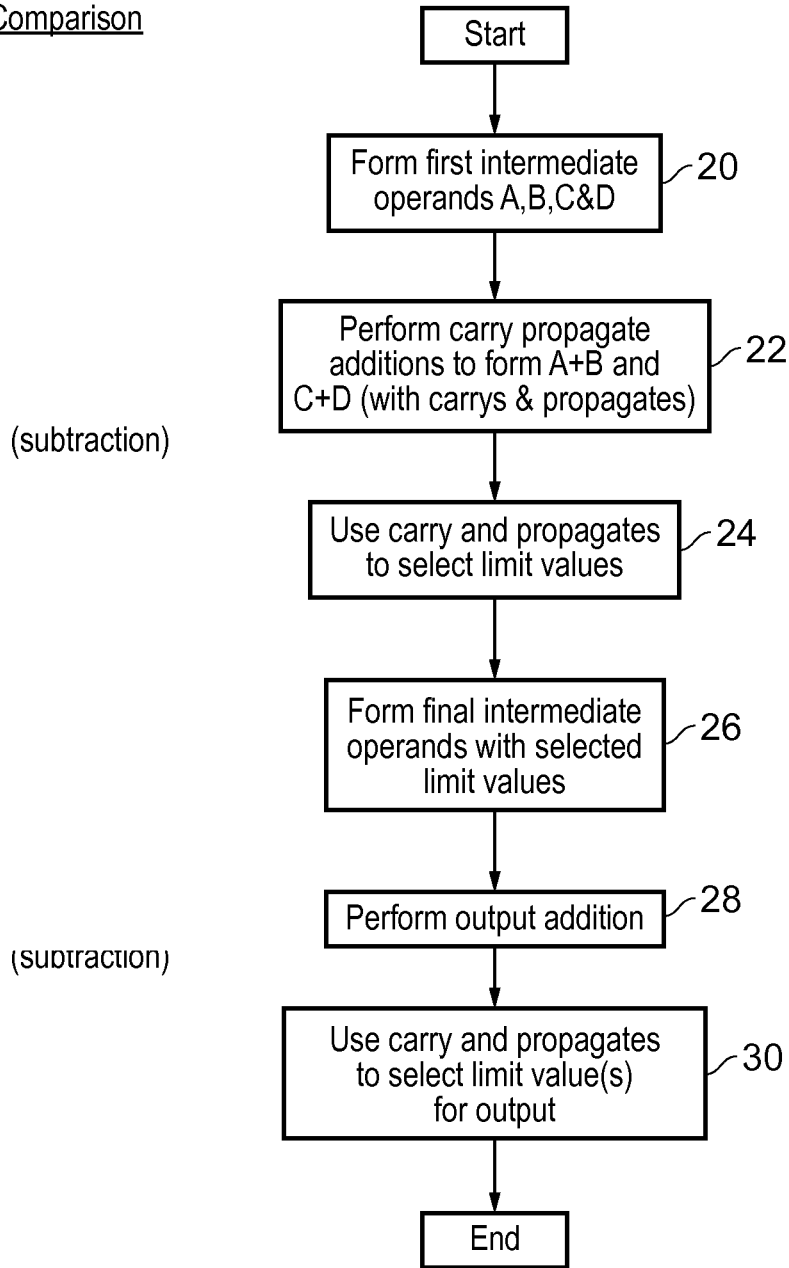 Comparison
Start
Form first intermediate
operands A,B,C&D
20
Perform carry propagate
additions to form A+B and
C+D (with carrys & propagates)
22
(subtraction)
Use carry and propagates
to select limit values
24
Form final intermediate
operands with selected
limit values
26
Perform output addition
28
(subtraction)
Use carry and propagates
to select limit value(s)
for output
30
End